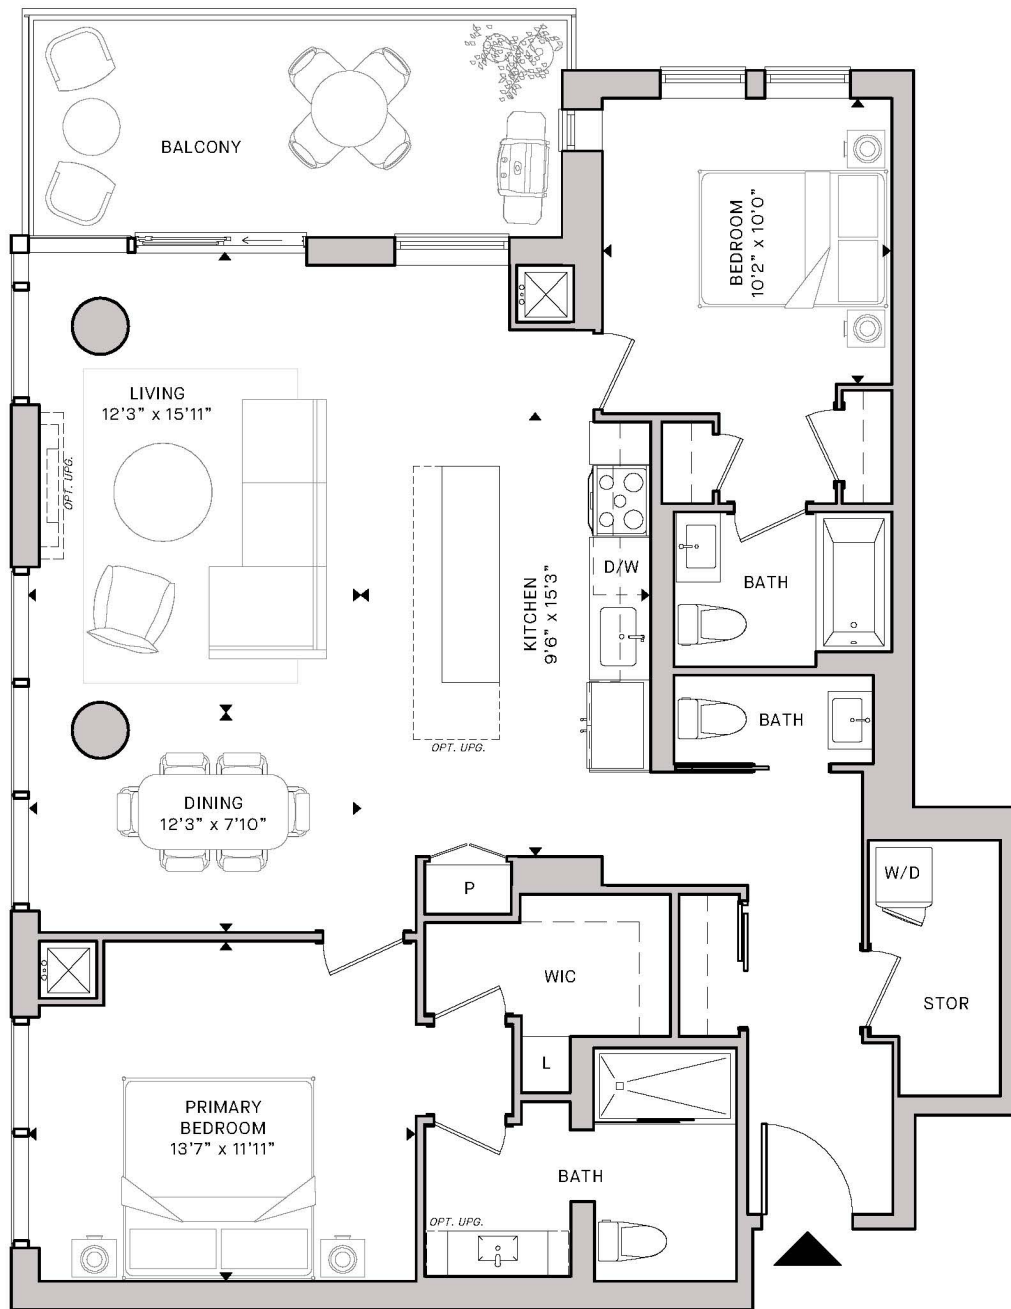 BALCONY
BEDROOM
10'2" x 10'0"
LIVING
12'3" x 15'11"
OPT. UPG.
D/W
KITCHEN
9'6" x 15'3"
BATH
BATH
OPT. UPG.
DINING
12'3" x 7'10"
P
W/D
WIC
STOR
L
PRIMARY
BEDROOM
13'7" x 11'11"
BATH
OPT. UPG.